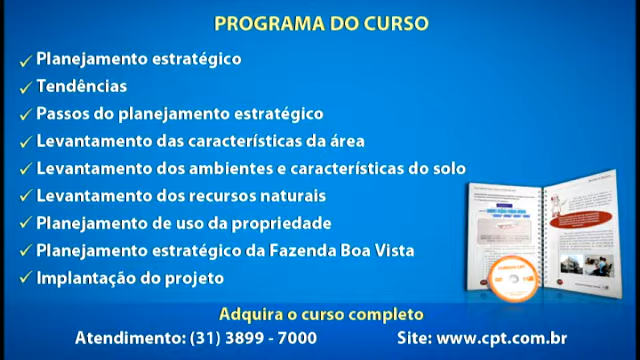 PROGRAMA DO CURSO
Planejamento estratégico
Tendências
Passos do planejamento estratégico
Levantamento das características da área
Levantamento dos ambientes e características do solo
Levantamento dos recursos naturais
Planejamento de uso da propriedade
Planejamento estratégico da Fazenda Boa Vista
Implantação do projeto
Adquira o curso completo
Atendimento: (31) 3899 - 7000
Site: www.cpt.com.br